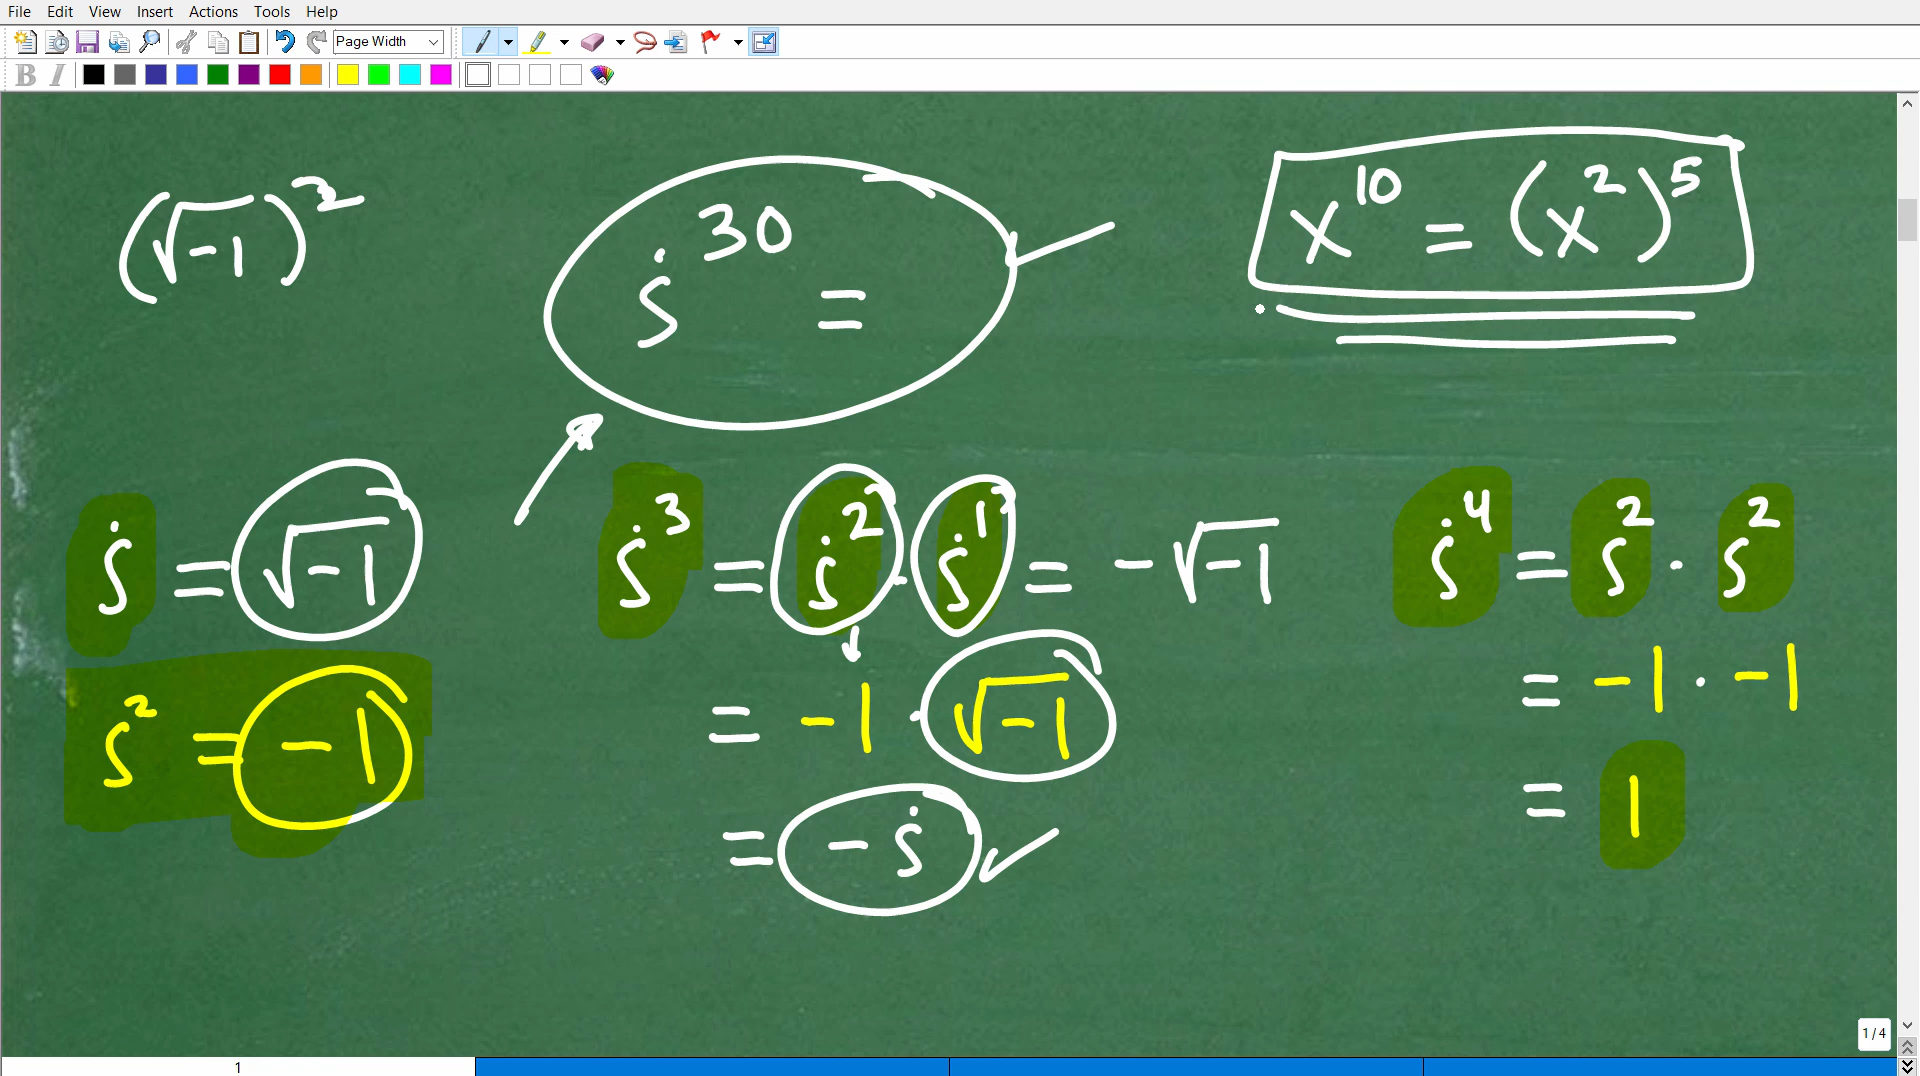 File Edit View Insert Actions Tools Help
Page Width
B I
(√-1)²
i³⁰ =
x¹⁰ = (x²)⁵
i = √-1
i³ = i² · i¹ = -√-1
i⁴ = i² · i²
i² = -1
= -1 · √-1
= -1 · -1
= -i
= 1
1 / 4
1